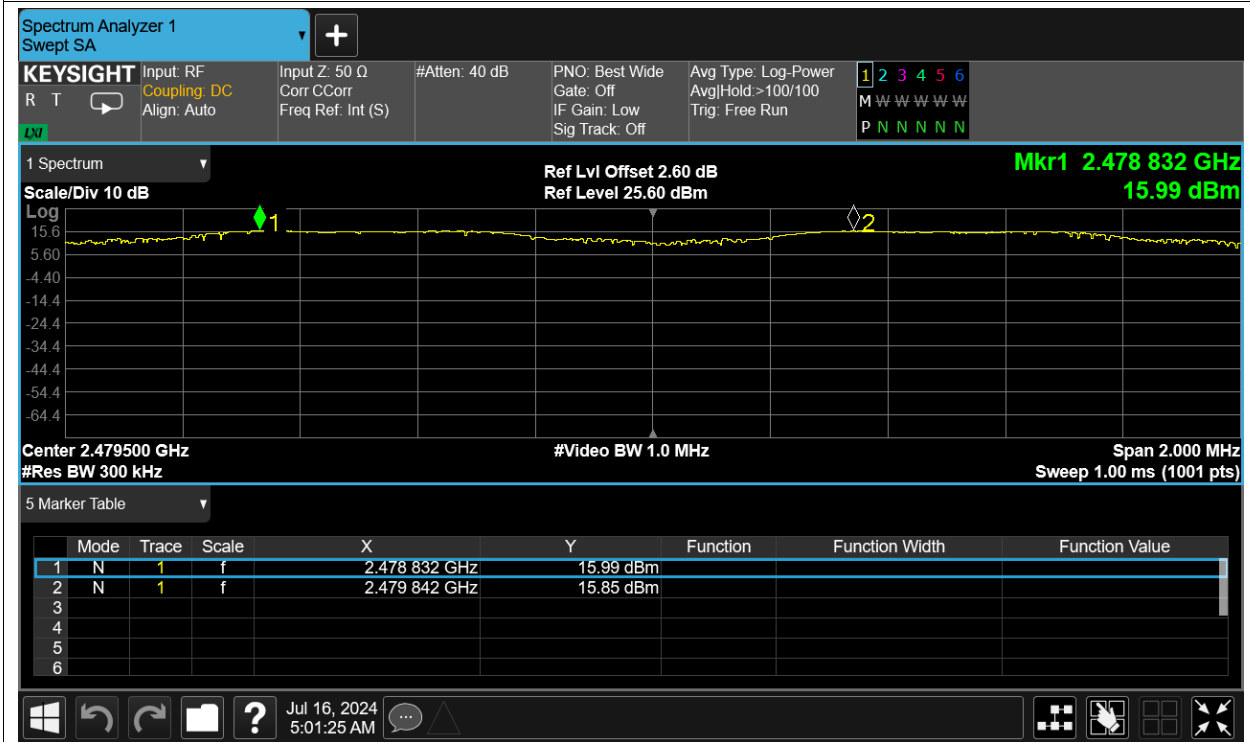 Spectrum Analyzer 1
Swept SA
+
KEYSIGHT
R T
LXI
Input: RF
Coupling: DC
Align: Auto
Input Z: 50 Ω
Corr CCorr
Freq Ref: Int (S)
#Atten: 40 dB
PNO: Best Wide
Gate: Off
IF Gain: Low
Sig Track: Off
Avg Type: Log-Power
Avg|Hold:>100/100
Trig: Free Run
1 2 3 4 5 6
M W W W W W
P N N N N N
1 Spectrum
Scale/Div 10 dB
Ref Lvl Offset 2.60 dB
Ref Level 25.60 dBm
Mkr1 2.478 832 GHz
15.99 dBm
Log
1
2
15.6
5.60
-4.40
-14.4
-24.4
-34.4
-44.4
-54.4
-64.4
Center 2.479500 GHz
#Res BW 300 kHz
#Video BW 1.0 MHz
Span 2.000 MHz
Sweep 1.00 ms (1001 pts)
5 Marker Table
Mode Trace Scale X Y Function Function Width Function Value
1 N 1 f 2.478 832 GHz 15.99 dBm
2 N 1 f 2.479 842 GHz 15.85 dBm
3
4
5
6
?
Jul 16, 2024
5:01:25 AM